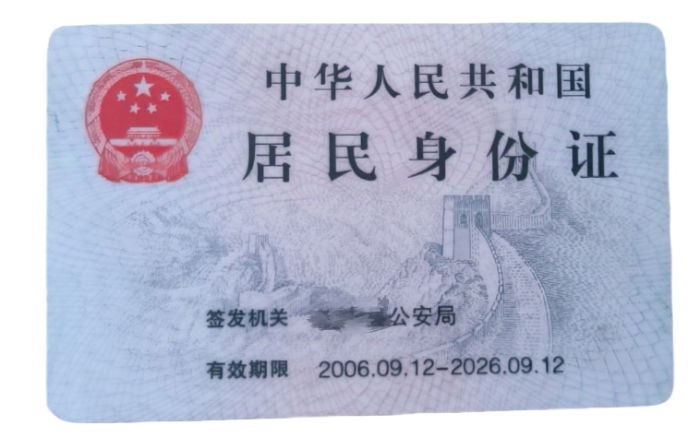 中华人民共和国
居民身份证
签发机关 公安局
有效期限 2006.09.12-2026.09.12